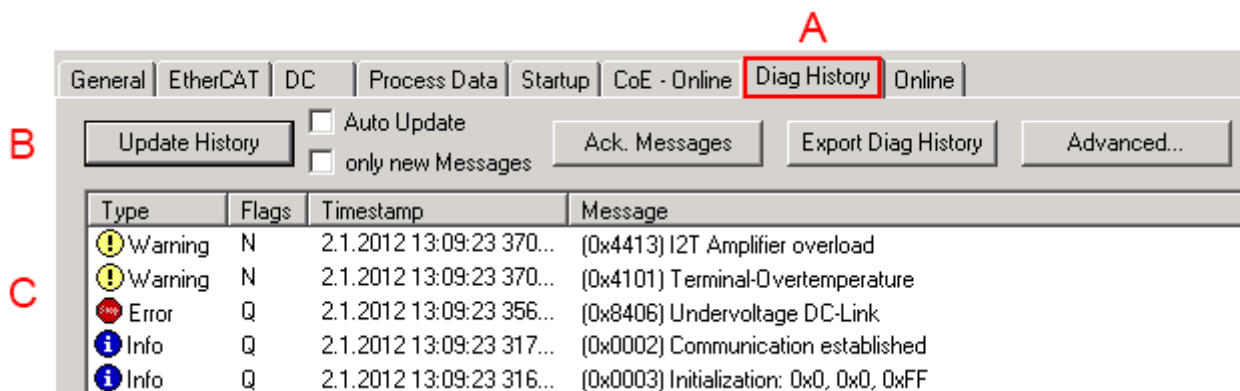 A
General EtherCAT DC Process Data Startup CoE - Online Diag History Online
B
Update History
Auto Update
only new Messages
Ack. Messages
Export Diag History
Advanced...
Type Flags Timestamp Message
C
Warning N 2.1.2012 13:09:23 370... (0x4413) I2T Amplifier overload
Warning N 2.1.2012 13:09:23 370... (0x4101) Terminal-Overtemperature
Error Q 2.1.2012 13:09:23 356... (0x8406) Undervoltage DC-Link
Info Q 2.1.2012 13:09:23 317... (0x0002) Communication established
Info Q 2.1.2012 13:09:23 316... (0x0003) Initialization: 0x0, 0x0, 0xFF